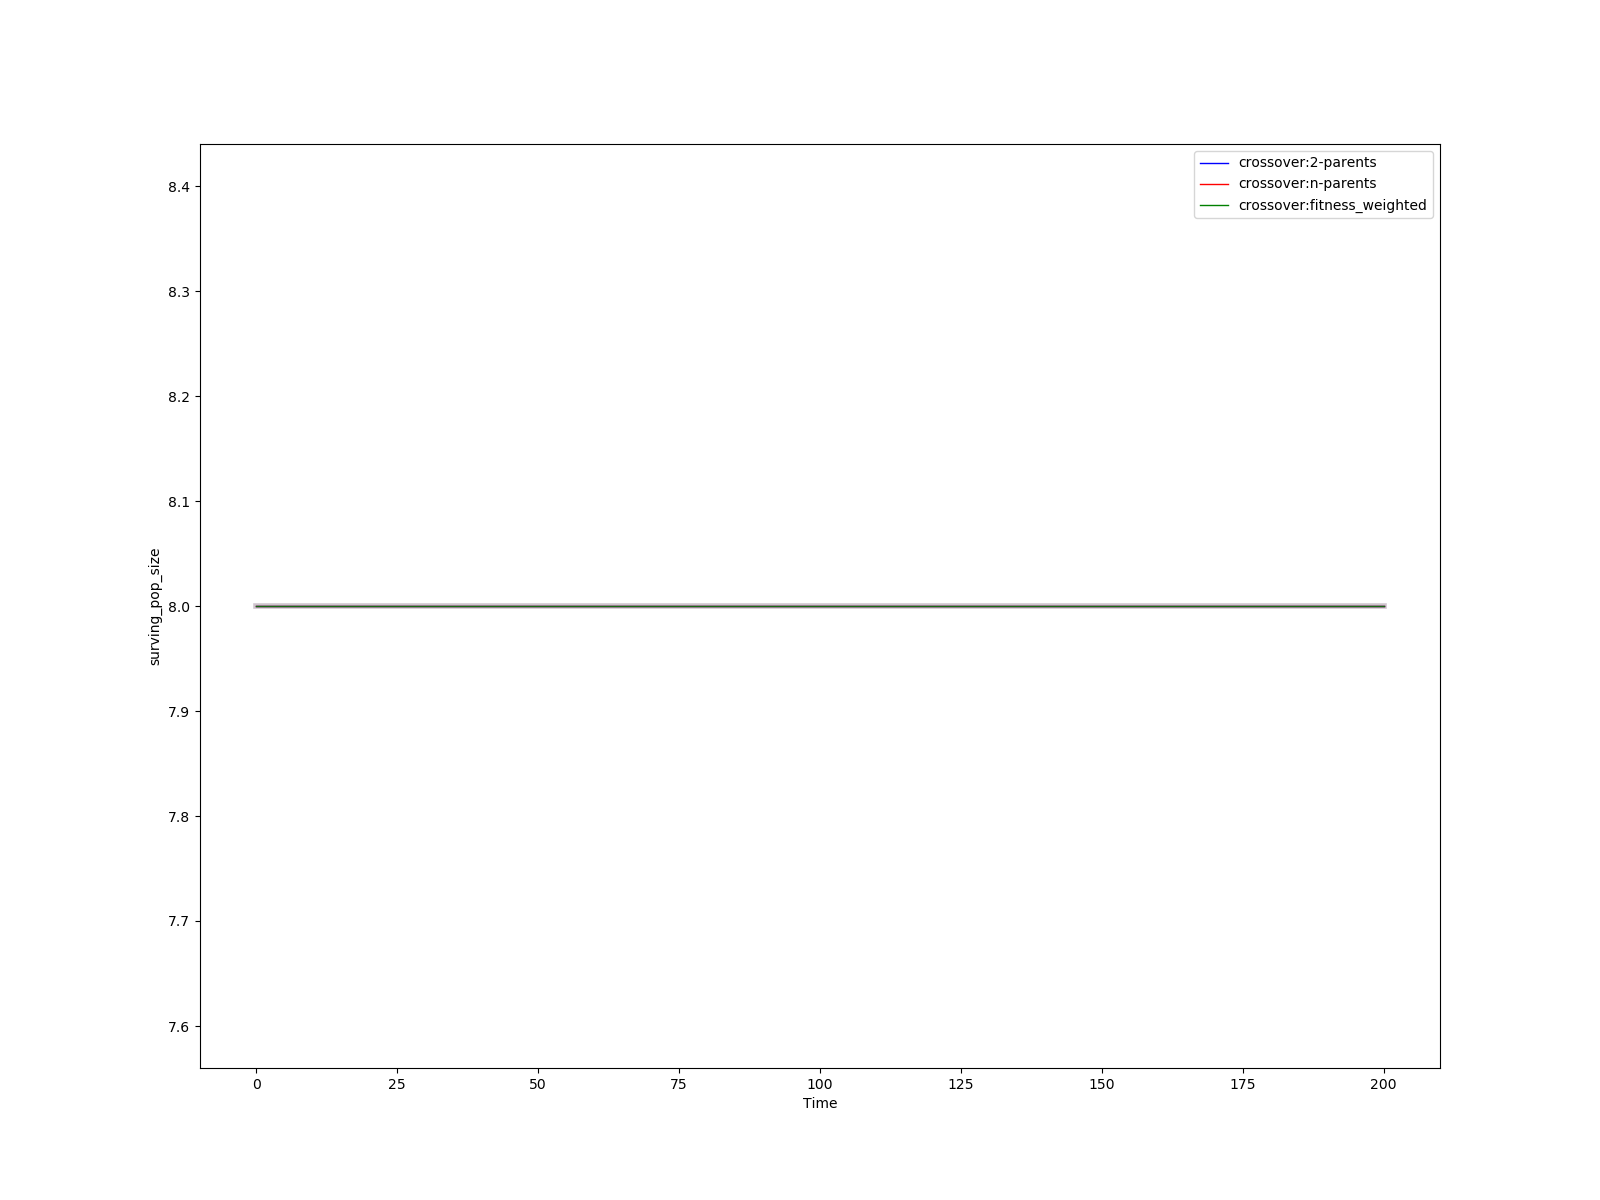 crossover:2-parents
crossover:n-parents
crossover:fitness_weighted
8.4
8.3
8.2
8.1
8.0
7.9
7.8
7.7
7.6
surving_pop_size
0 25 50 75 100 125 150 175 200
Time